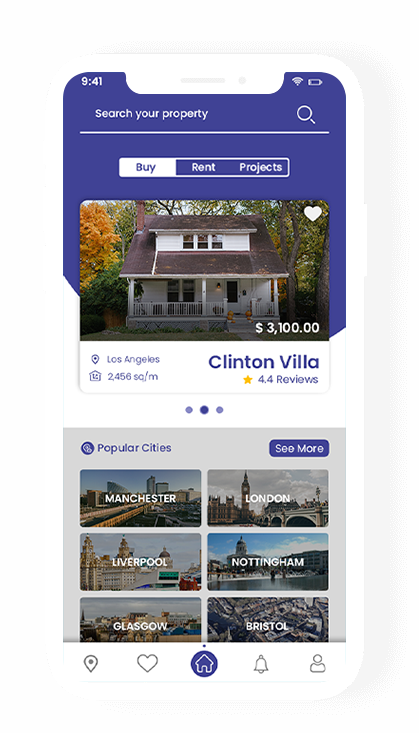 9:41
Search your property
Buy Rent Projects
$ 3,100.00
Los Angeles
Clinton Villa
2,456 sq/m
4.4 Reviews
Popular Cities
See More
MANCHESTER
LONDON
LIVERPOOL
NOTTINGHAM
GLASGOW
BRISTOL